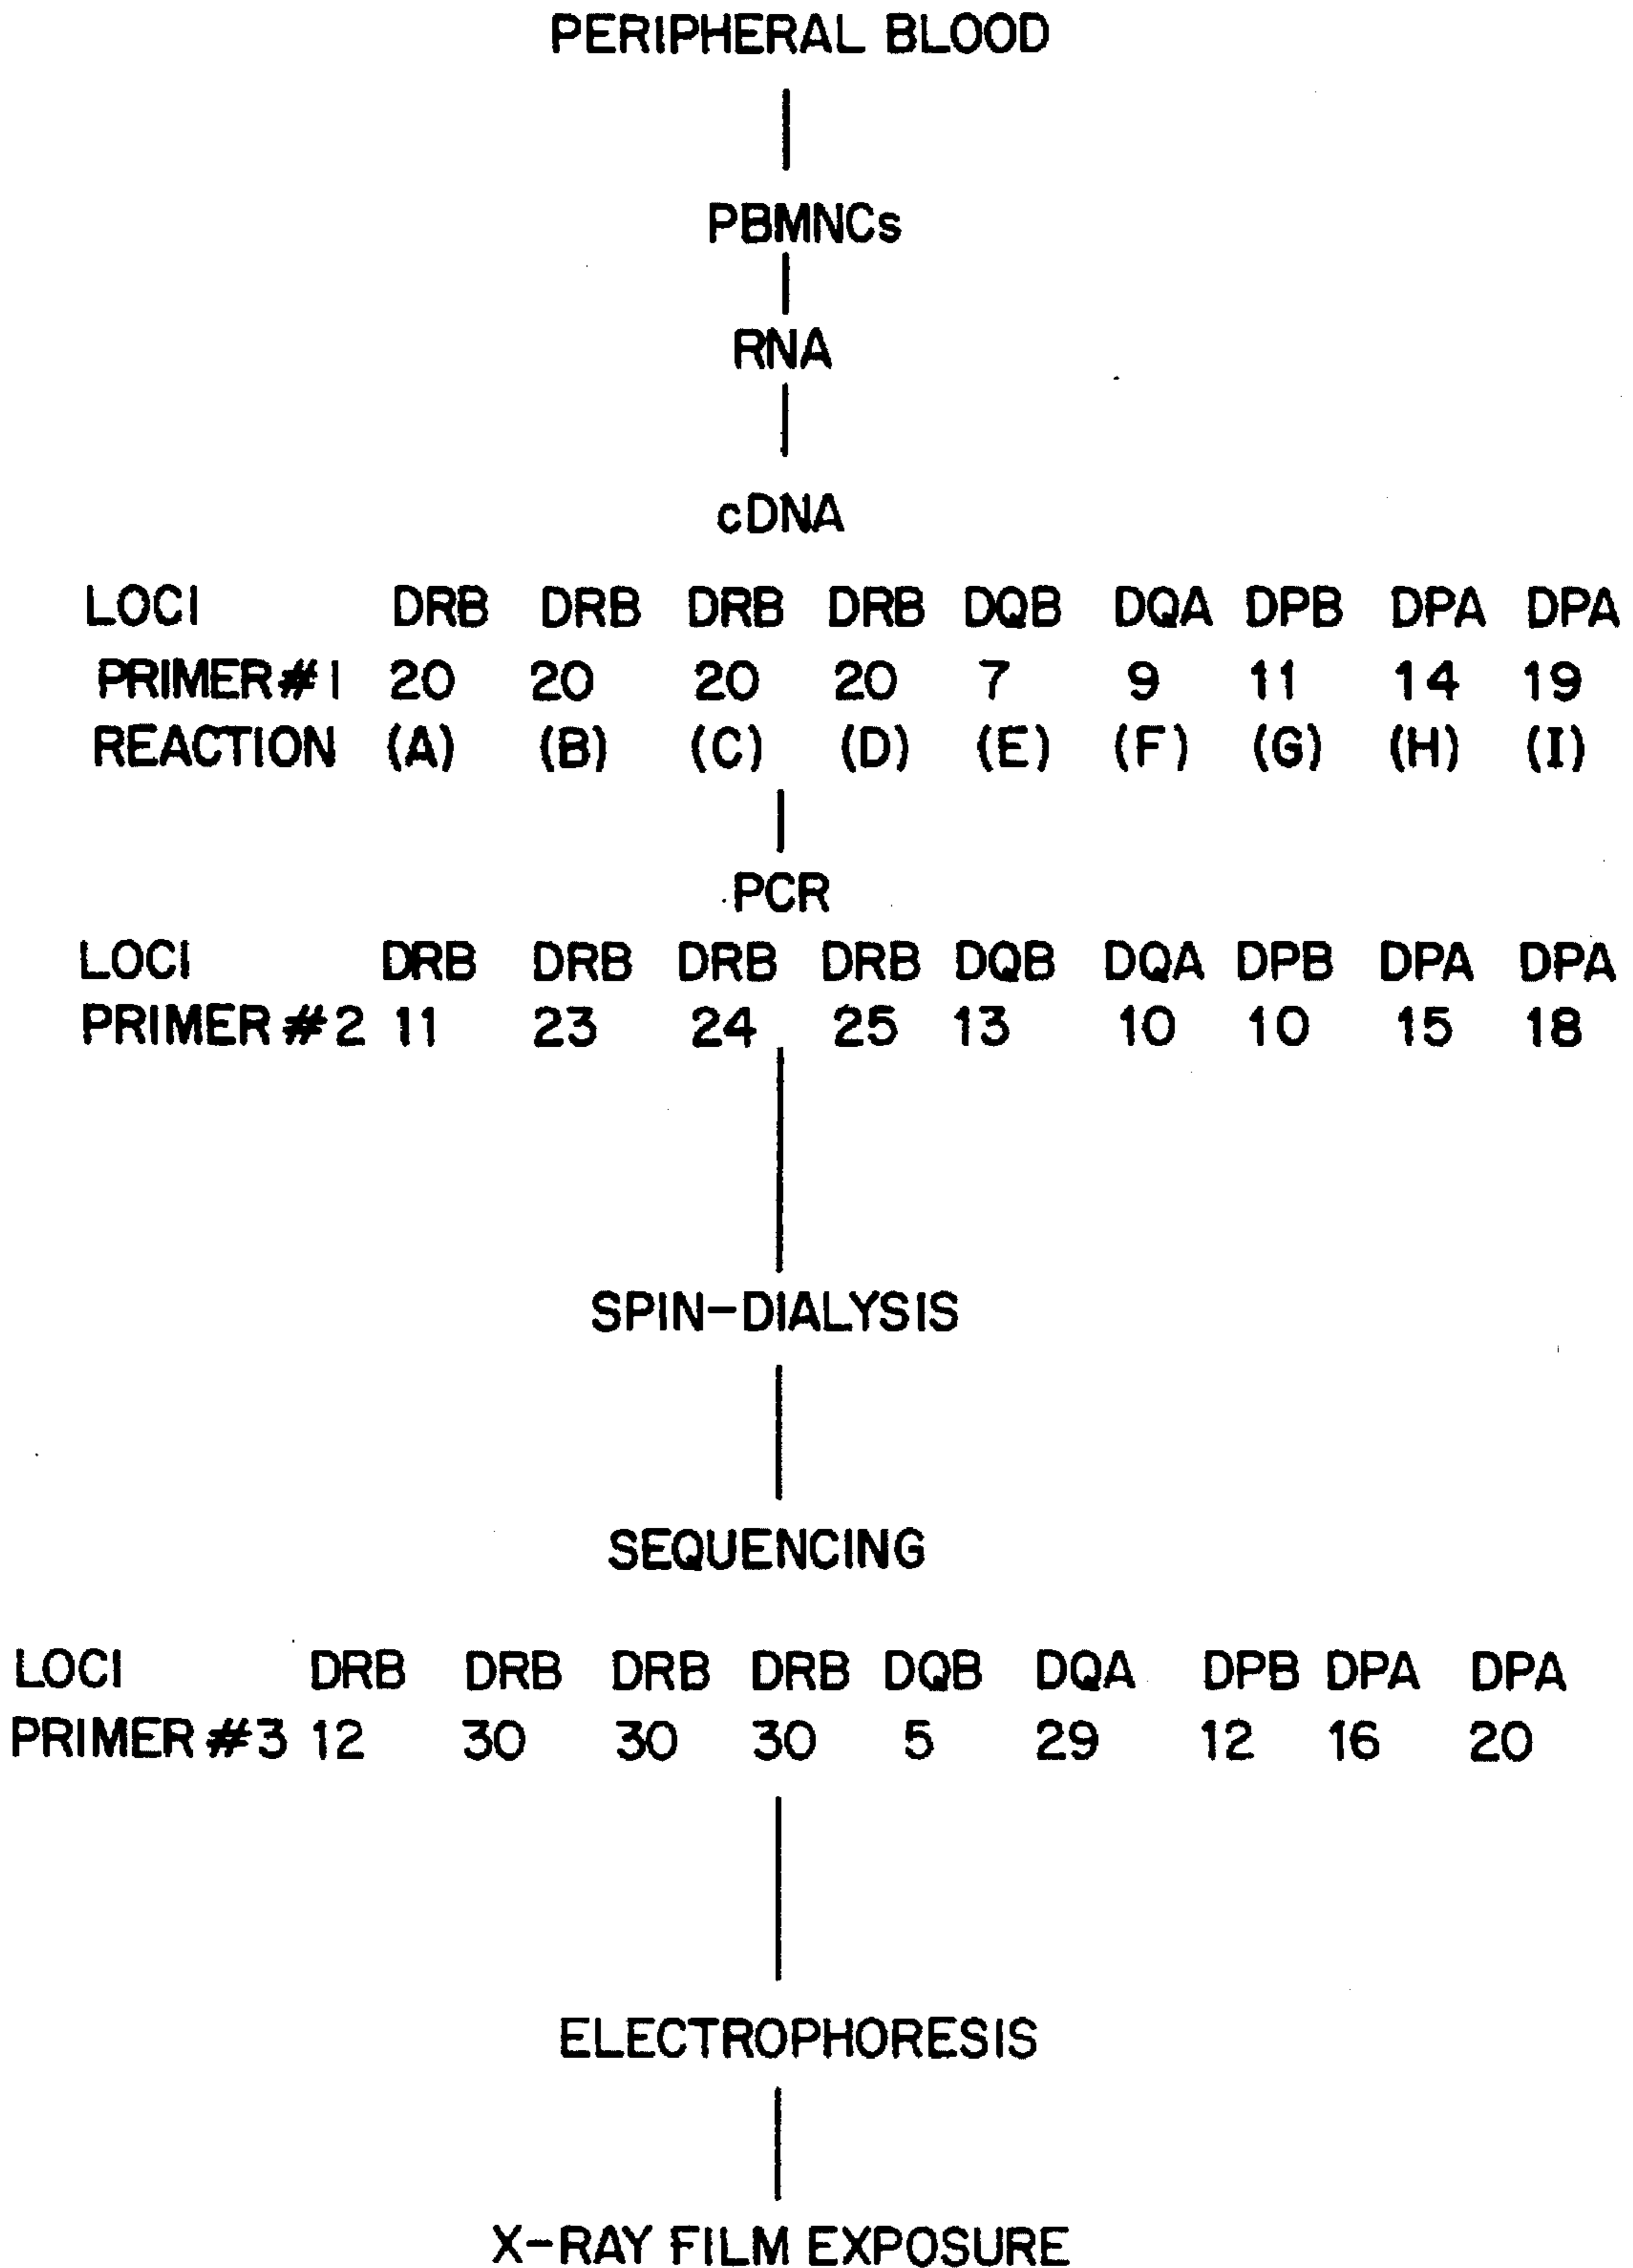 PERIPHERAL BLOOD
PBMNCs
RNA
cDNA
LOCI DRB DRB DRB DRB DQB DQA DPB DPA DPA
PRIMER #1 20 20 20 20 7 9 11 14 19
REACTION (A) (B) (C) (D) (E) (F) (G) (H) (I)
PCR
LOCI DRB DRB DRB DRB DQB DQA DPB DPA DPA
PRIMER #2 11 23 24 25 13 10 10 15 18
SPIN-DIALYSIS
SEQUENCING
LOCI DRB DRB DRB DRB DQB DQA DPB DPA DPA
PRIMER #3 12 30 30 30 5 29 12 16 20
ELECTROPHORESIS
X-RAY FILM EXPOSURE